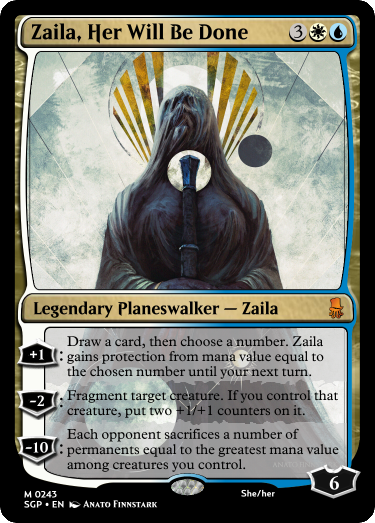 Zaila, Her Will Be Done 3
Legendary Planeswalker — Zaila
+1: Draw a card, then choose a number. Zaila
gains protection from mana value equal to
the chosen number until your next turn.
-2: Fragment target creature. If you control that
creature, put two +1/+1 counters on it.
-10: Each opponent sacrifices a number of
permanents equal to the greatest mana value
among creatures you control.
6
M 0243
SGP • EN ANATO FINNSTARK
She/her